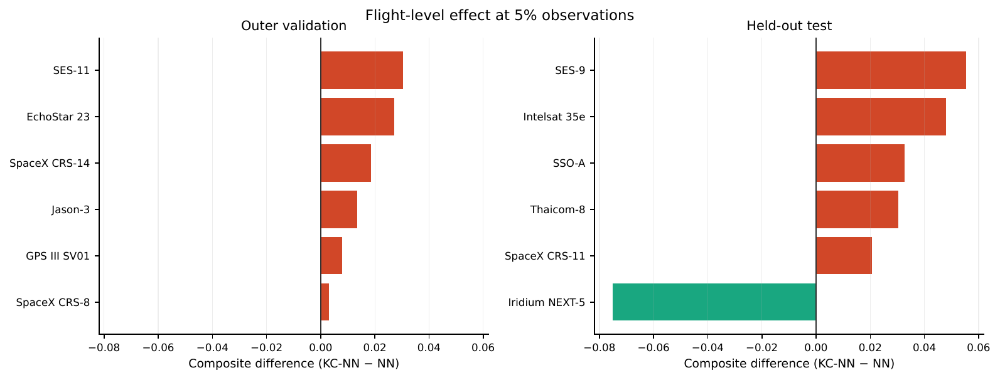 Flight-level effect at 5% observations
Outer validation
SES-11
EchoStar 23
SpaceX CRS-14
Jason-3
GPS III SV01
SpaceX CRS-8
−0.08 −0.06 −0.04 −0.02 0.00 0.02 0.04 0.06
Composite difference (KC-NN − NN)
Held-out test
SES-9
Intelsat 35e
SSO-A
Thaicom-8
SpaceX CRS-11
Iridium NEXT-5
−0.08 −0.06 −0.04 −0.02 0.00 0.02 0.04 0.06
Composite difference (KC-NN − NN)